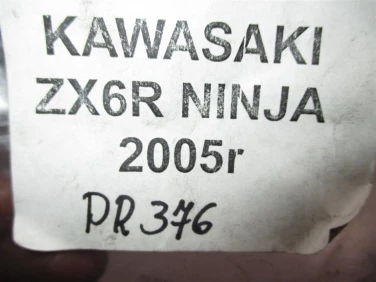 KAWASAKI
ZX6R NINJA
2005r
PR376